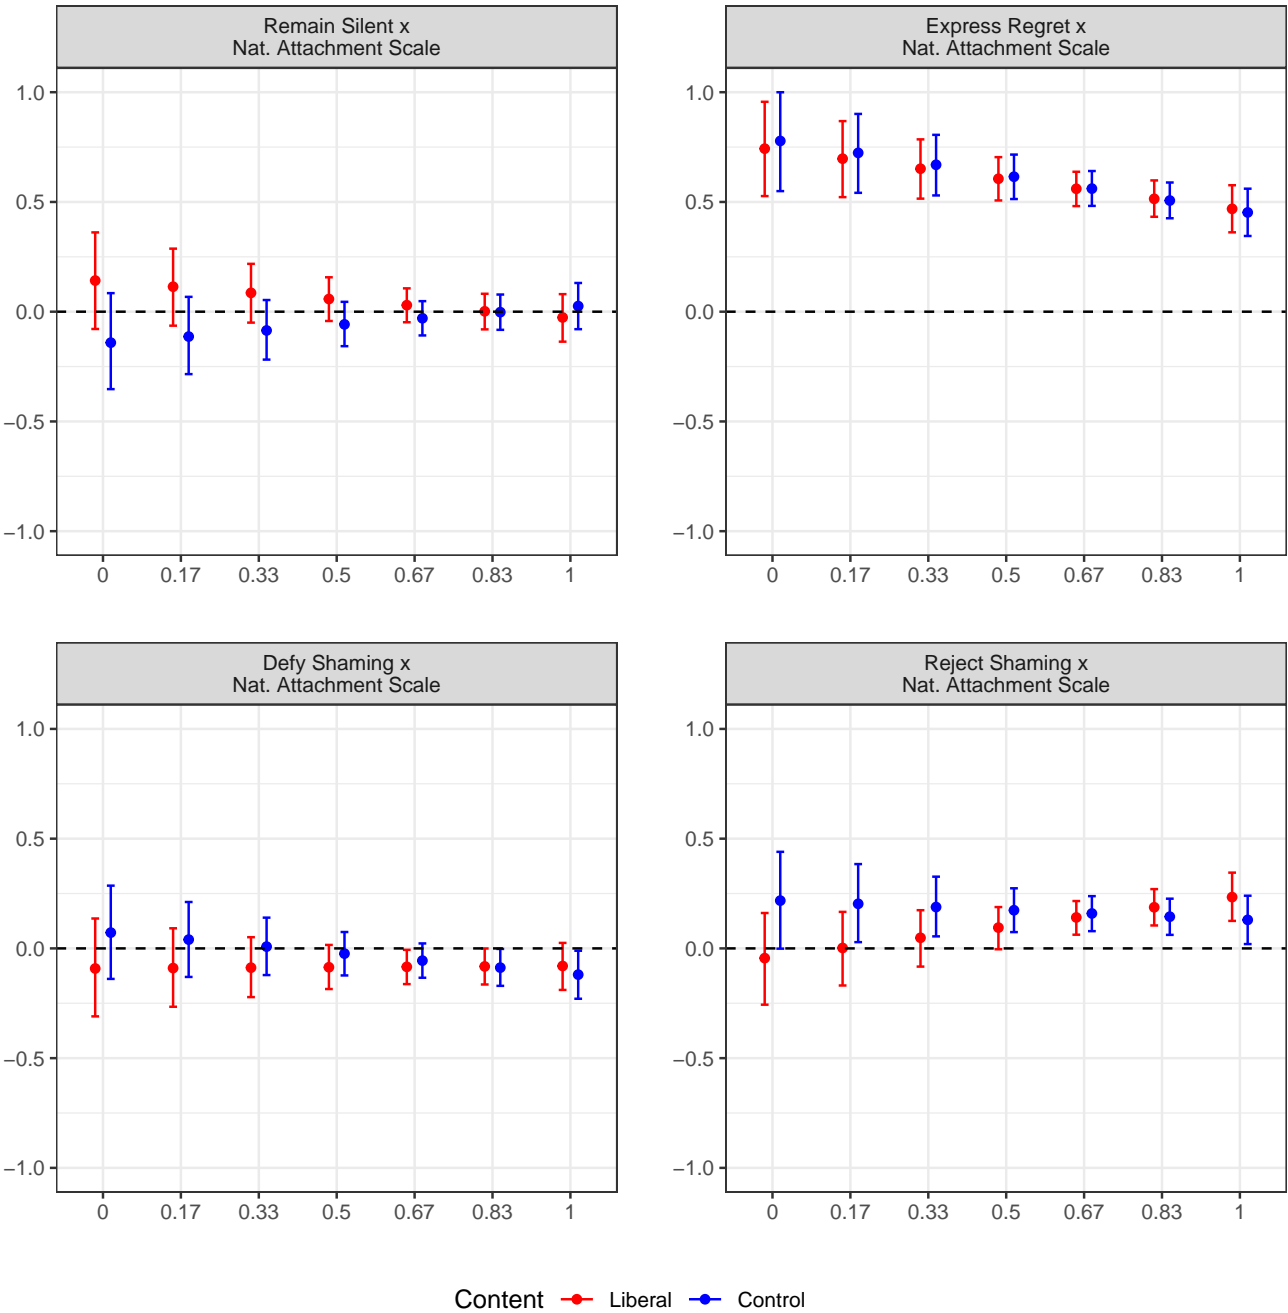 Remain Silent x
Nat. Attachment Scale
Express Regret x
Nat. Attachment Scale
1.0
0.5
0.0
−0.5
−1.0
0 0.17 0.33 0.5 0.67 0.83 1
1.0
0.5
0.0
−0.5
−1.0
0 0.17 0.33 0.5 0.67 0.83 1
Defy Shaming x
Nat. Attachment Scale
Reject Shaming x
Nat. Attachment Scale
1.0
0.5
0.0
−0.5
−1.0
0 0.17 0.33 0.5 0.67 0.83 1
1.0
0.5
0.0
−0.5
−1.0
0 0.17 0.33 0.5 0.67 0.83 1
Content Liberal Control